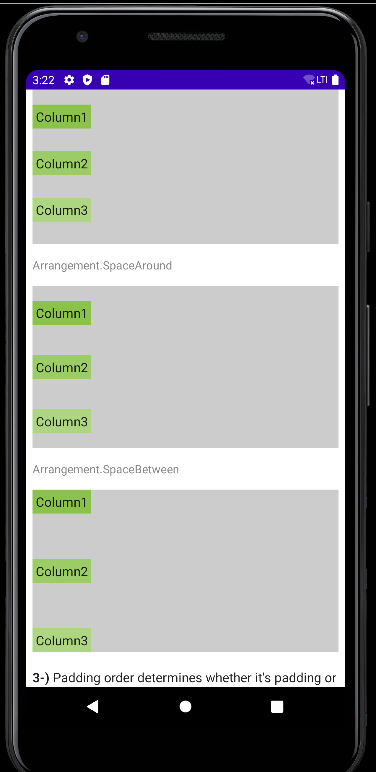 3:22 LTI
Column1
Column2
Column3
Arrangement.SpaceAround
Column1
Column2
Column3
Arrangement.SpaceBetween
Column1
Column2
Column3
3-) Padding order determines whether it's padding or